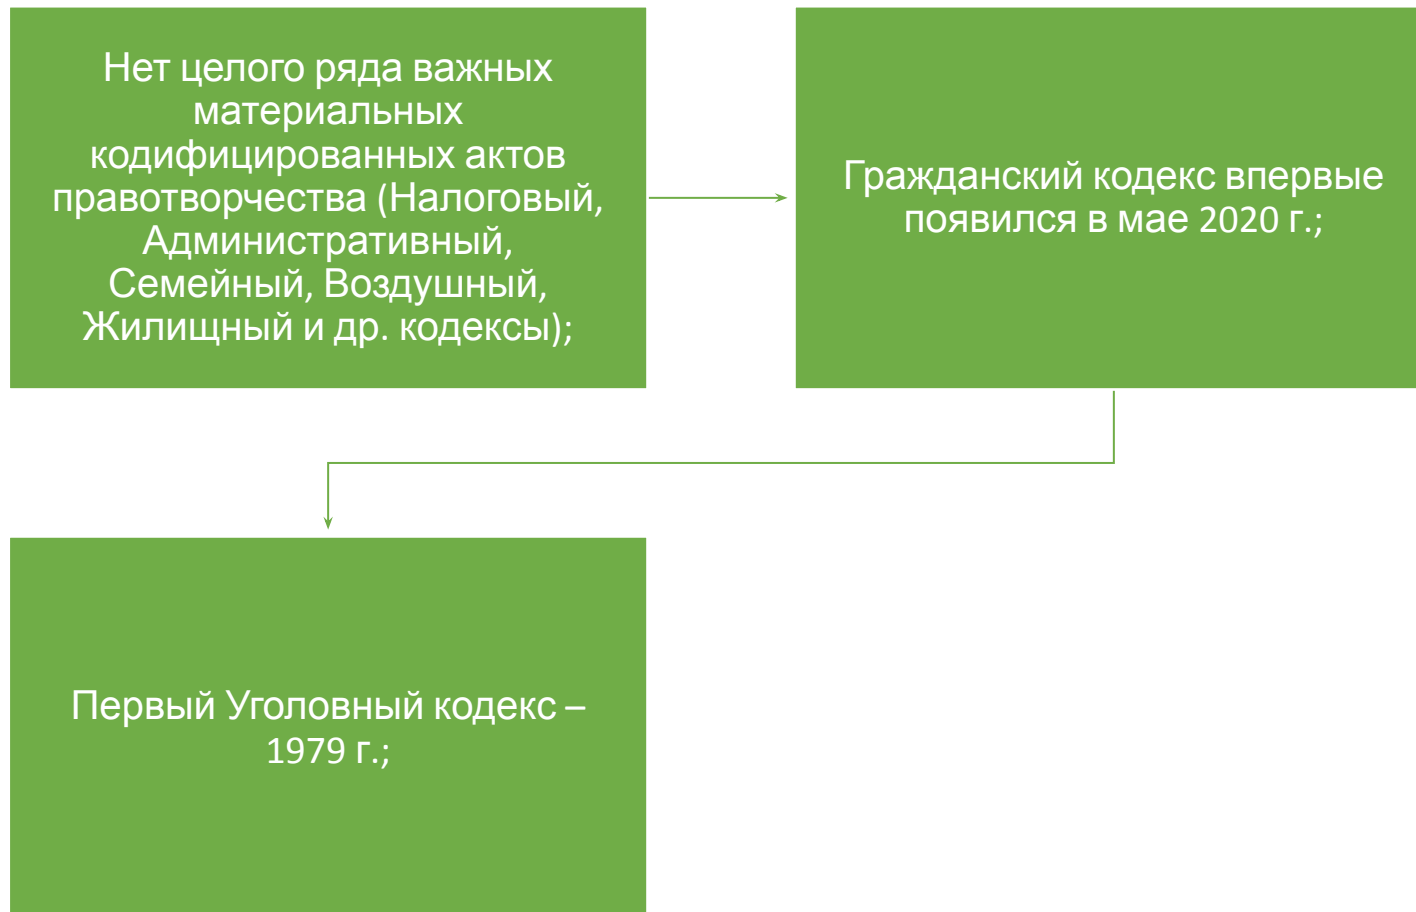 Нет целого ряда важных
материальных
кодифицированных актов
правотворчества (Налоговый,
Административный,
Семейный, Воздушный,
Жилищный и др. кодексы);
Гражданский кодекс впервые
появился в мае 2020 г.;
Первый Уголовный кодекс –
1979 г.;